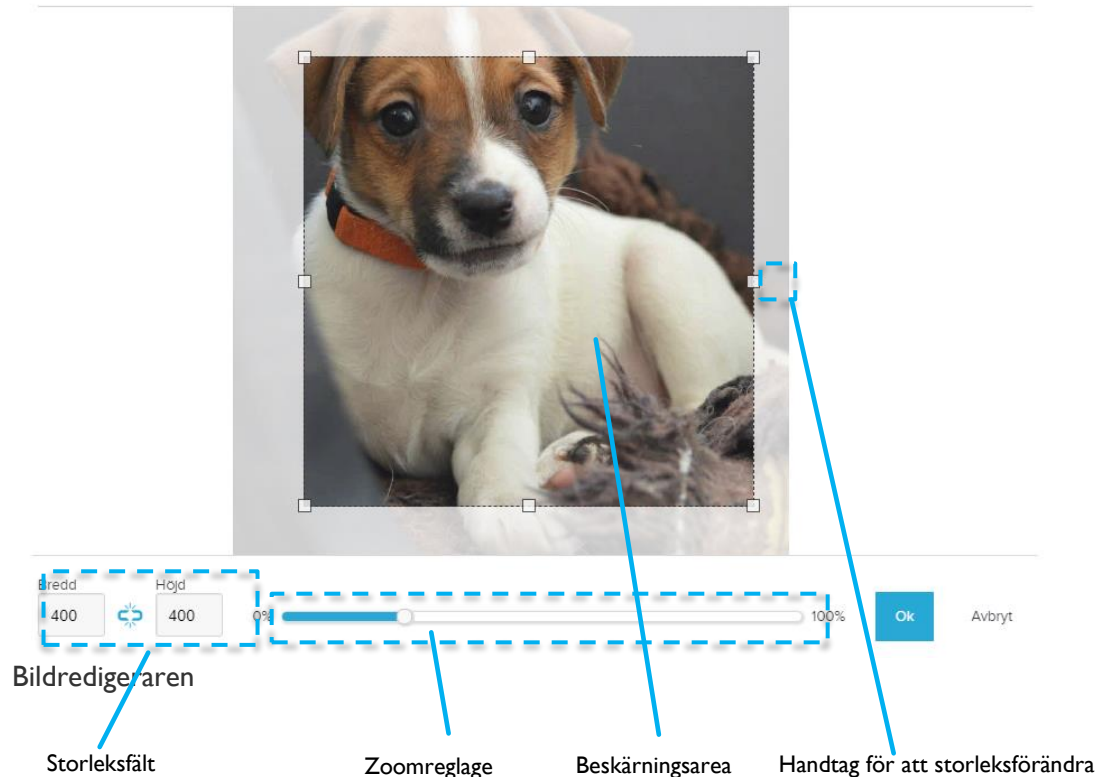 Bredd Höjd
400 400 0% 100% Ok Avbryt
Bildredigeraren
Storleksfält Zoomreglage Beskärningsarea Handtag för att storleksförändra